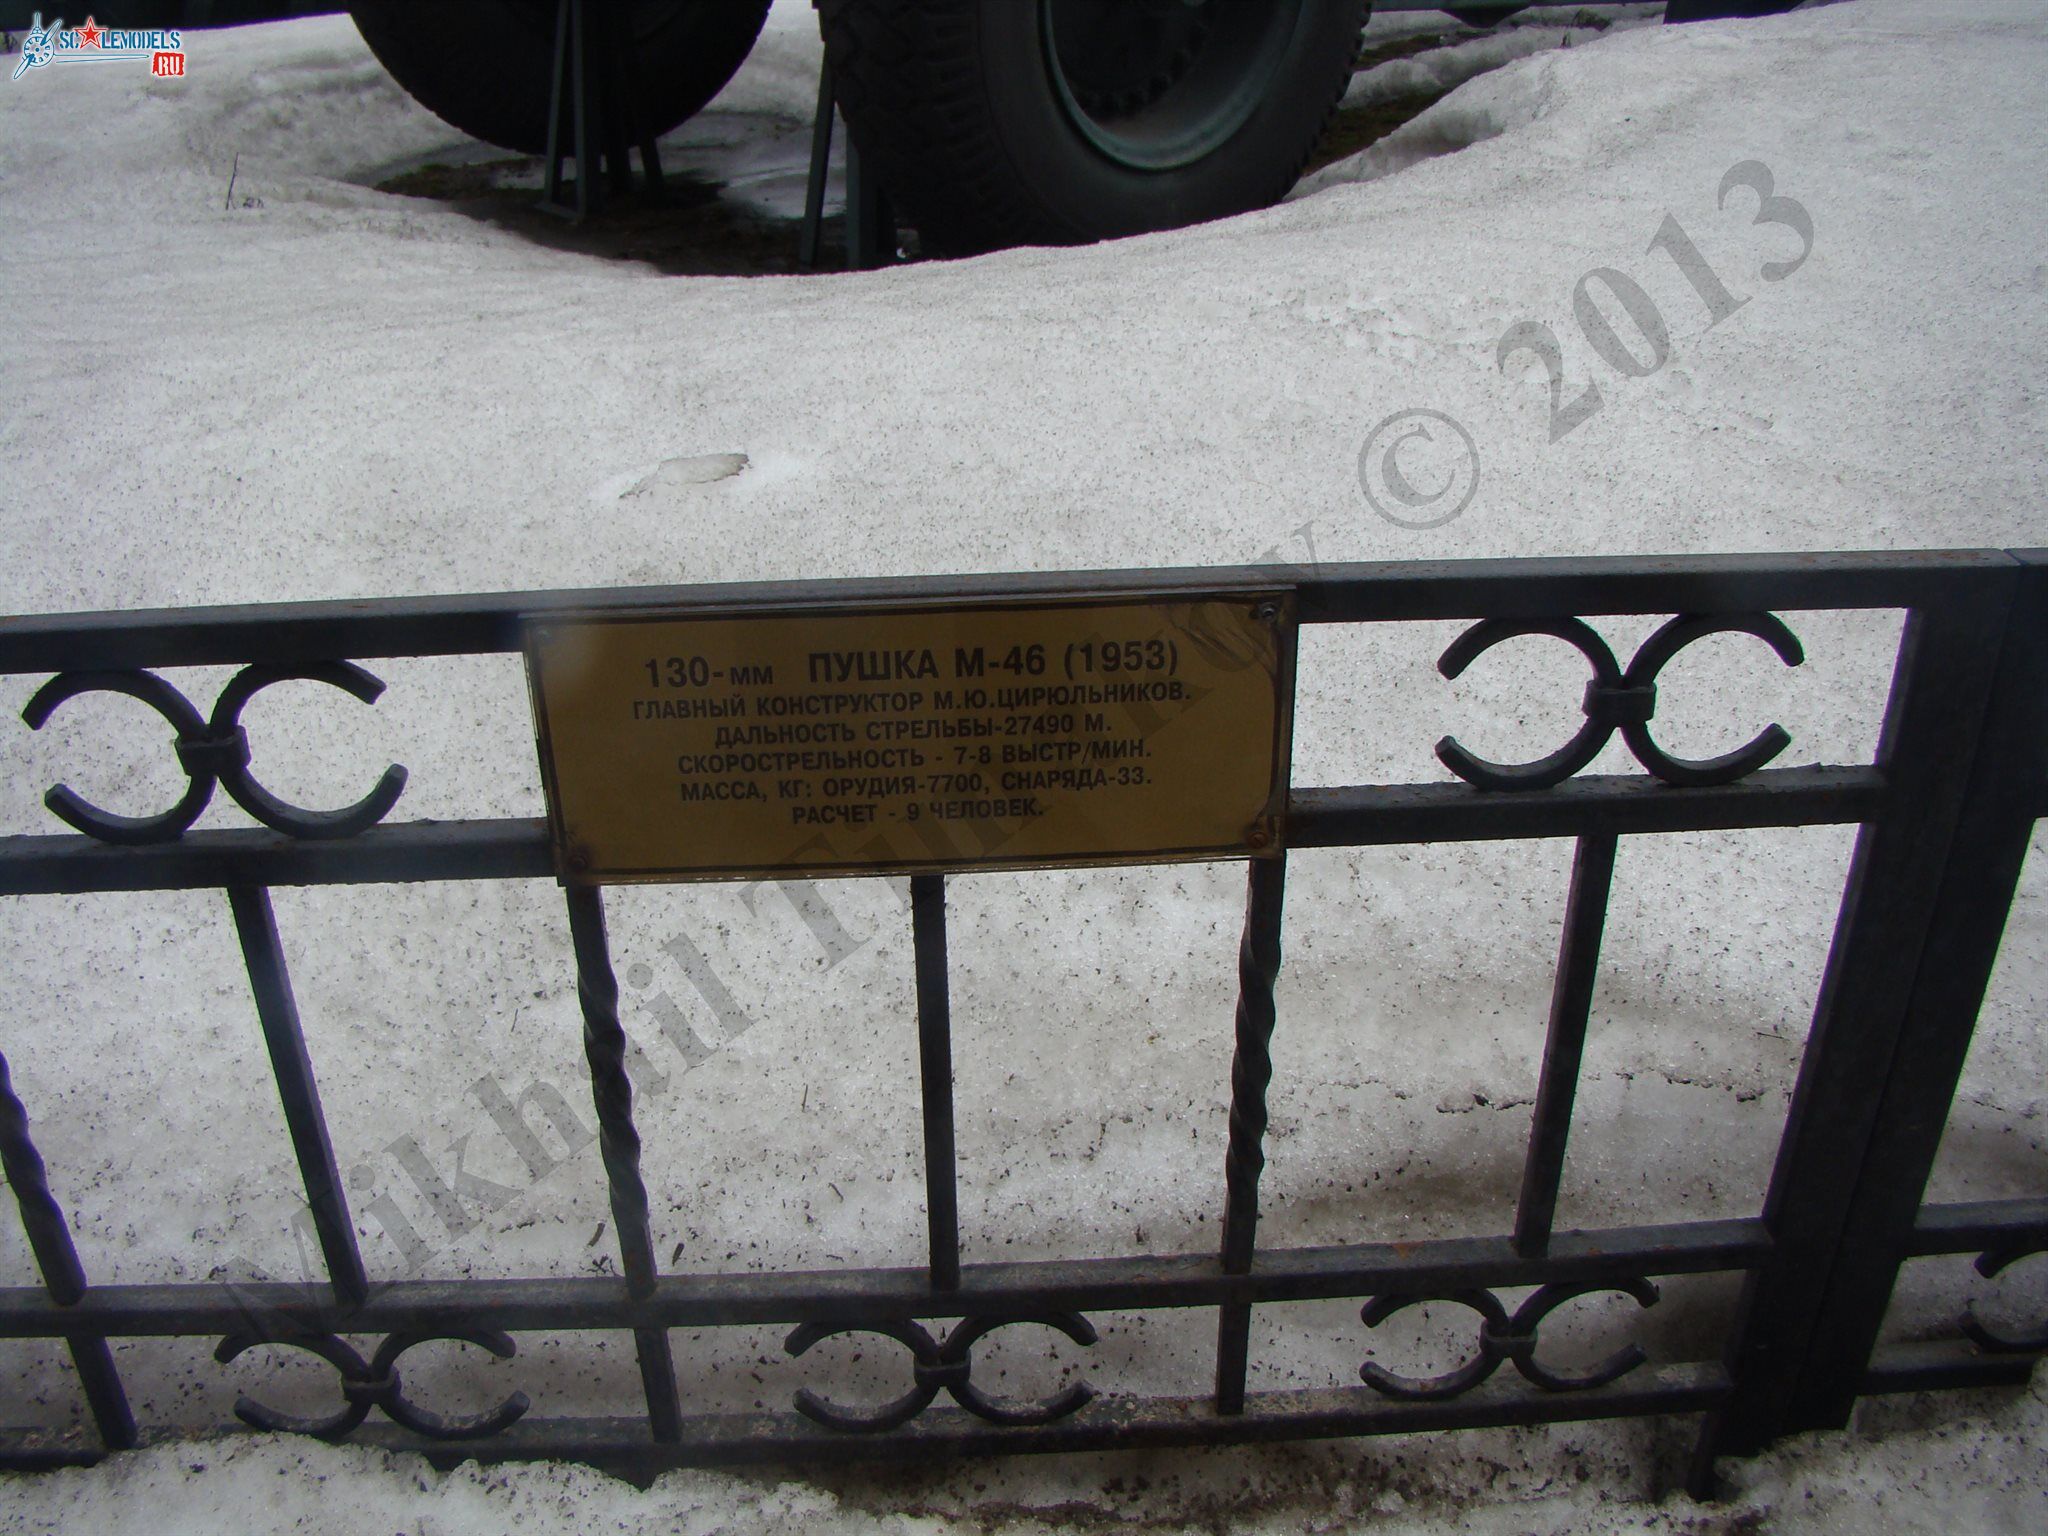 SCALEMODELS
.RU
130-мм ПУШКА М-46 (1953)
ГЛАВНЫЙ КОНСТРУКТОР М.Ю.ЦИРЮЛЬНИКОВ.
ДАЛЬНОСТЬ СТРЕЛЬБЫ-27490 М.
СКОРОСТРЕЛЬНОСТЬ - 7-8 ВЫСТР/МИН.
МАССА, КГ: ОРУДИЯ-7700, СНАРЯДА-33.
РАСЧЕТ - 9 ЧЕЛОВЕК.
Mikhail © 2013